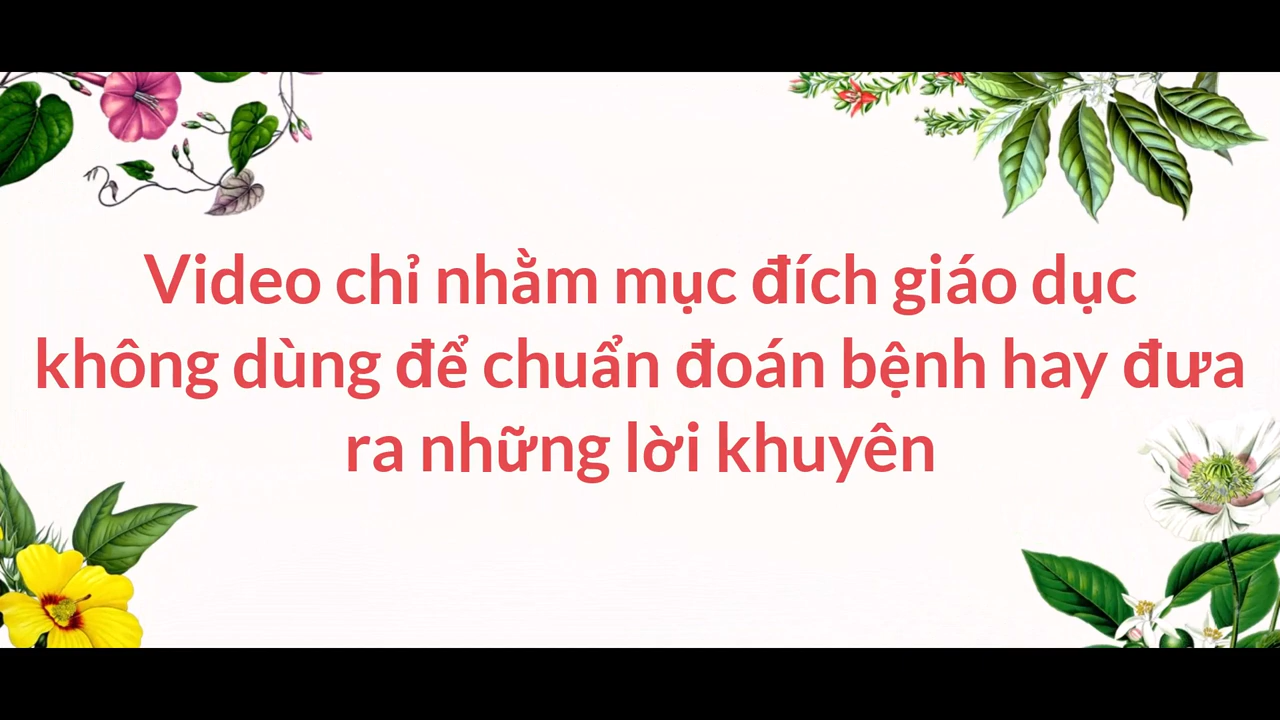 Video chỉ nhằm mục đích giáo dục
không dùng để chuẩn đoán bệnh hay đưa
ra những lời khuyên